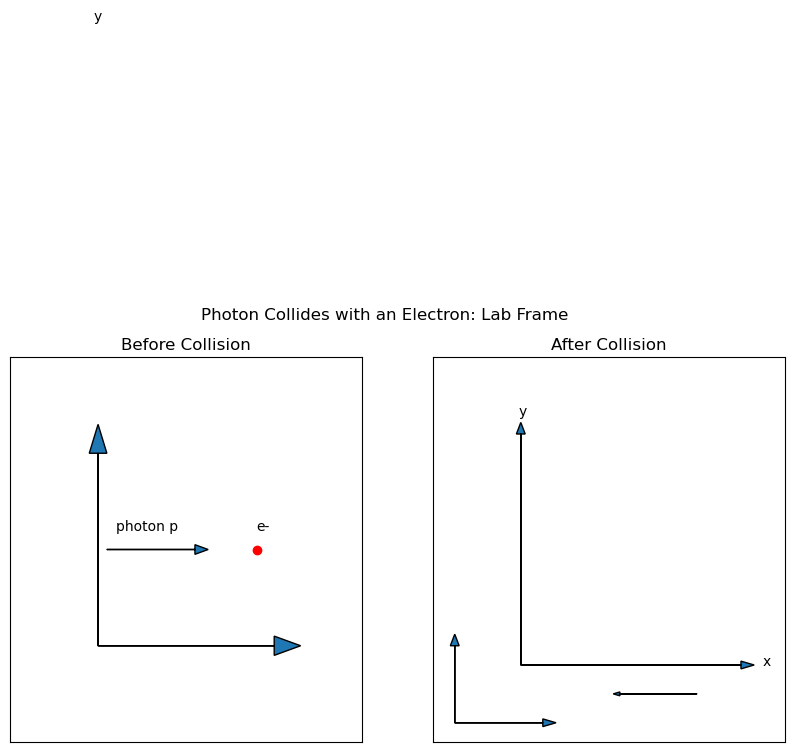 y
Photon Collides with an Electron: Lab Frame
Before Collision
After Collision
y
photon p
e-
x